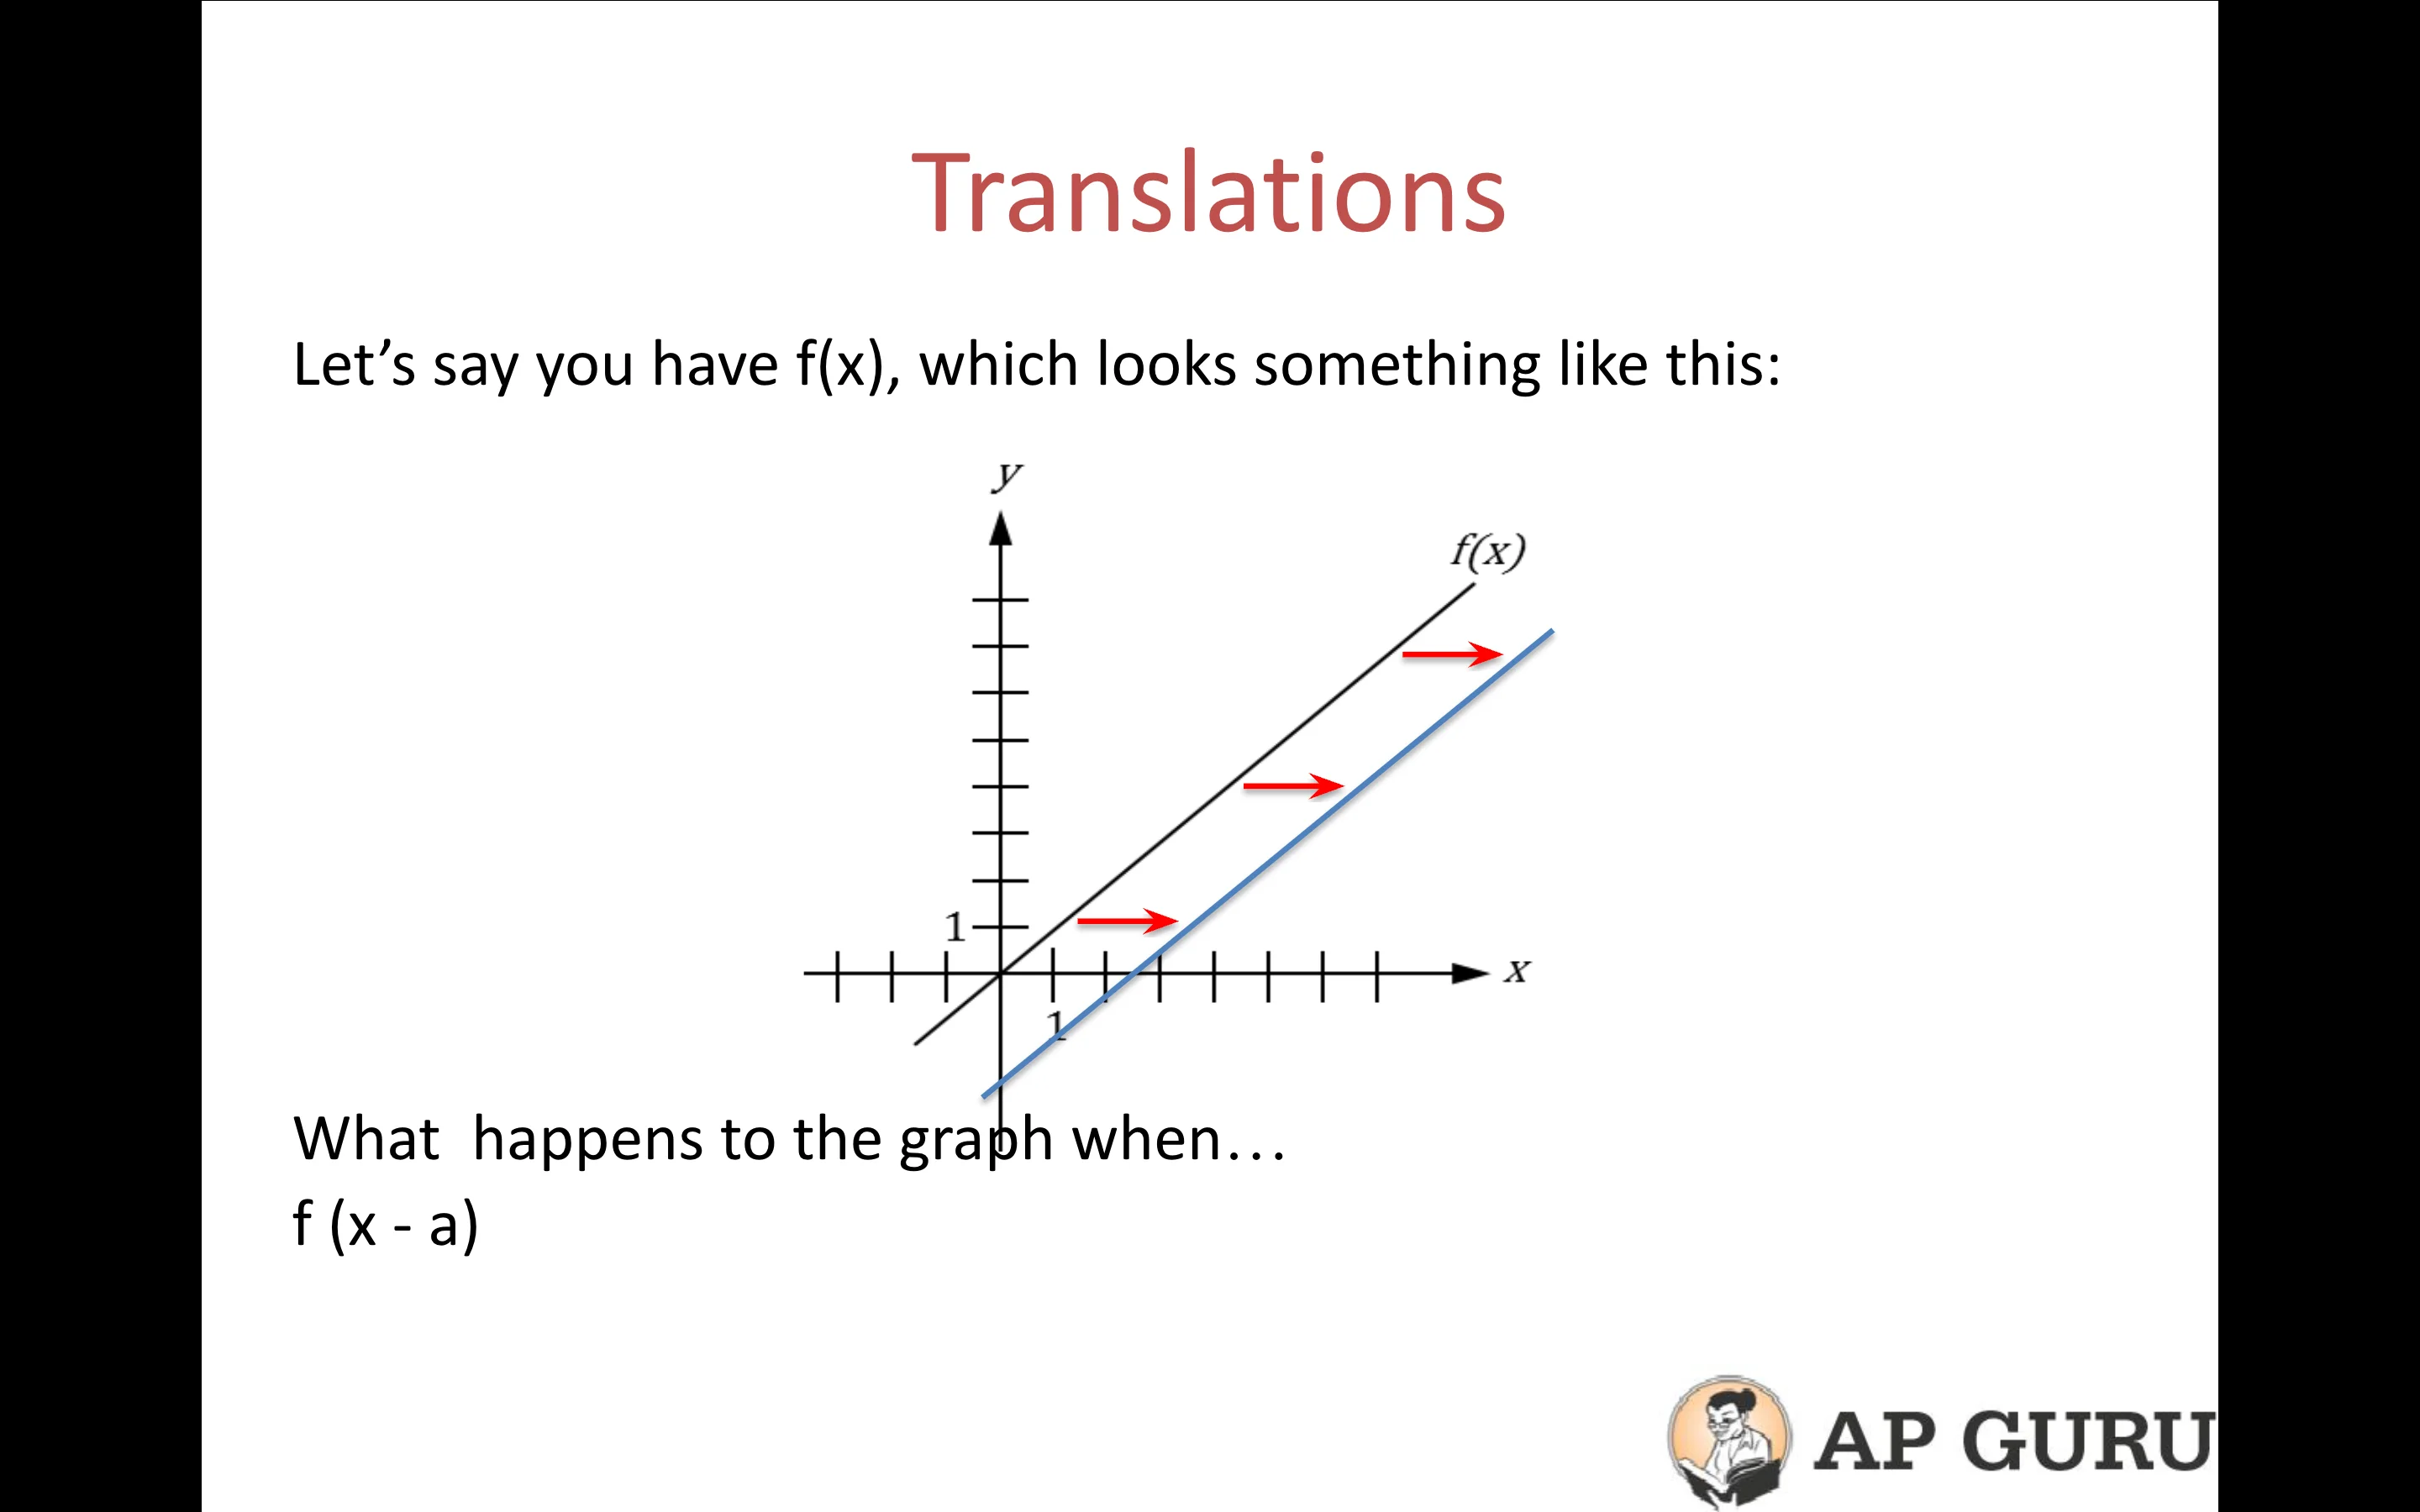 Translations
Let’s say you have f(x), which looks something like this:
y
f(x)
1
x
1
What  happens to the graph when…
f (x - a)
AP GURU